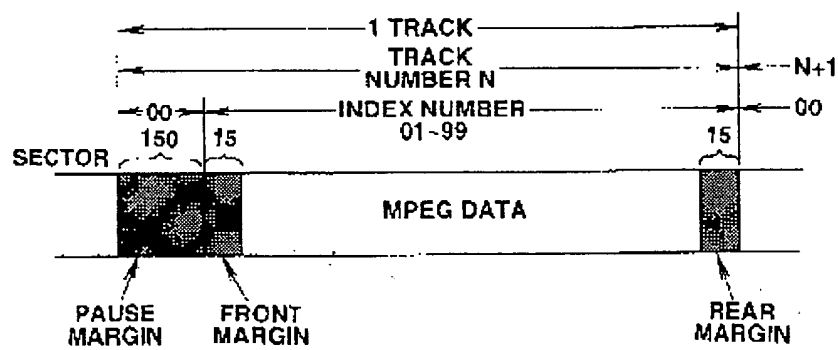 1 TRACK
TRACK
NUMBER N
N+1
00
INDEX NUMBER
00
01~99
150
15
15
SECTOR
MPEG DATA
PAUSE
MARGIN
FRONT
MARGIN
REAR
MARGIN